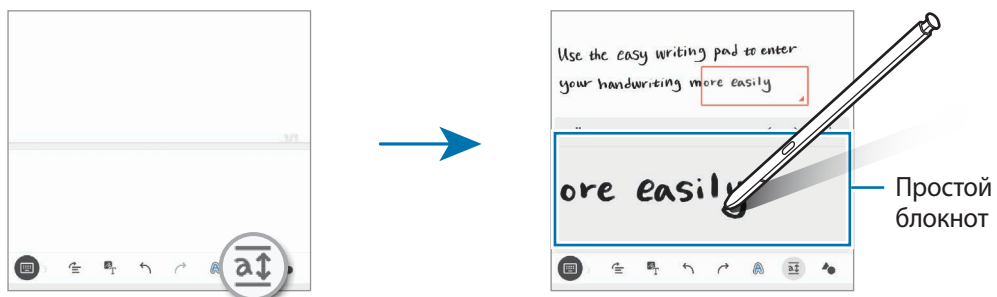 Use the easy writing pad to enter
your handwriting more easily
ore easily
Простой
блокнот